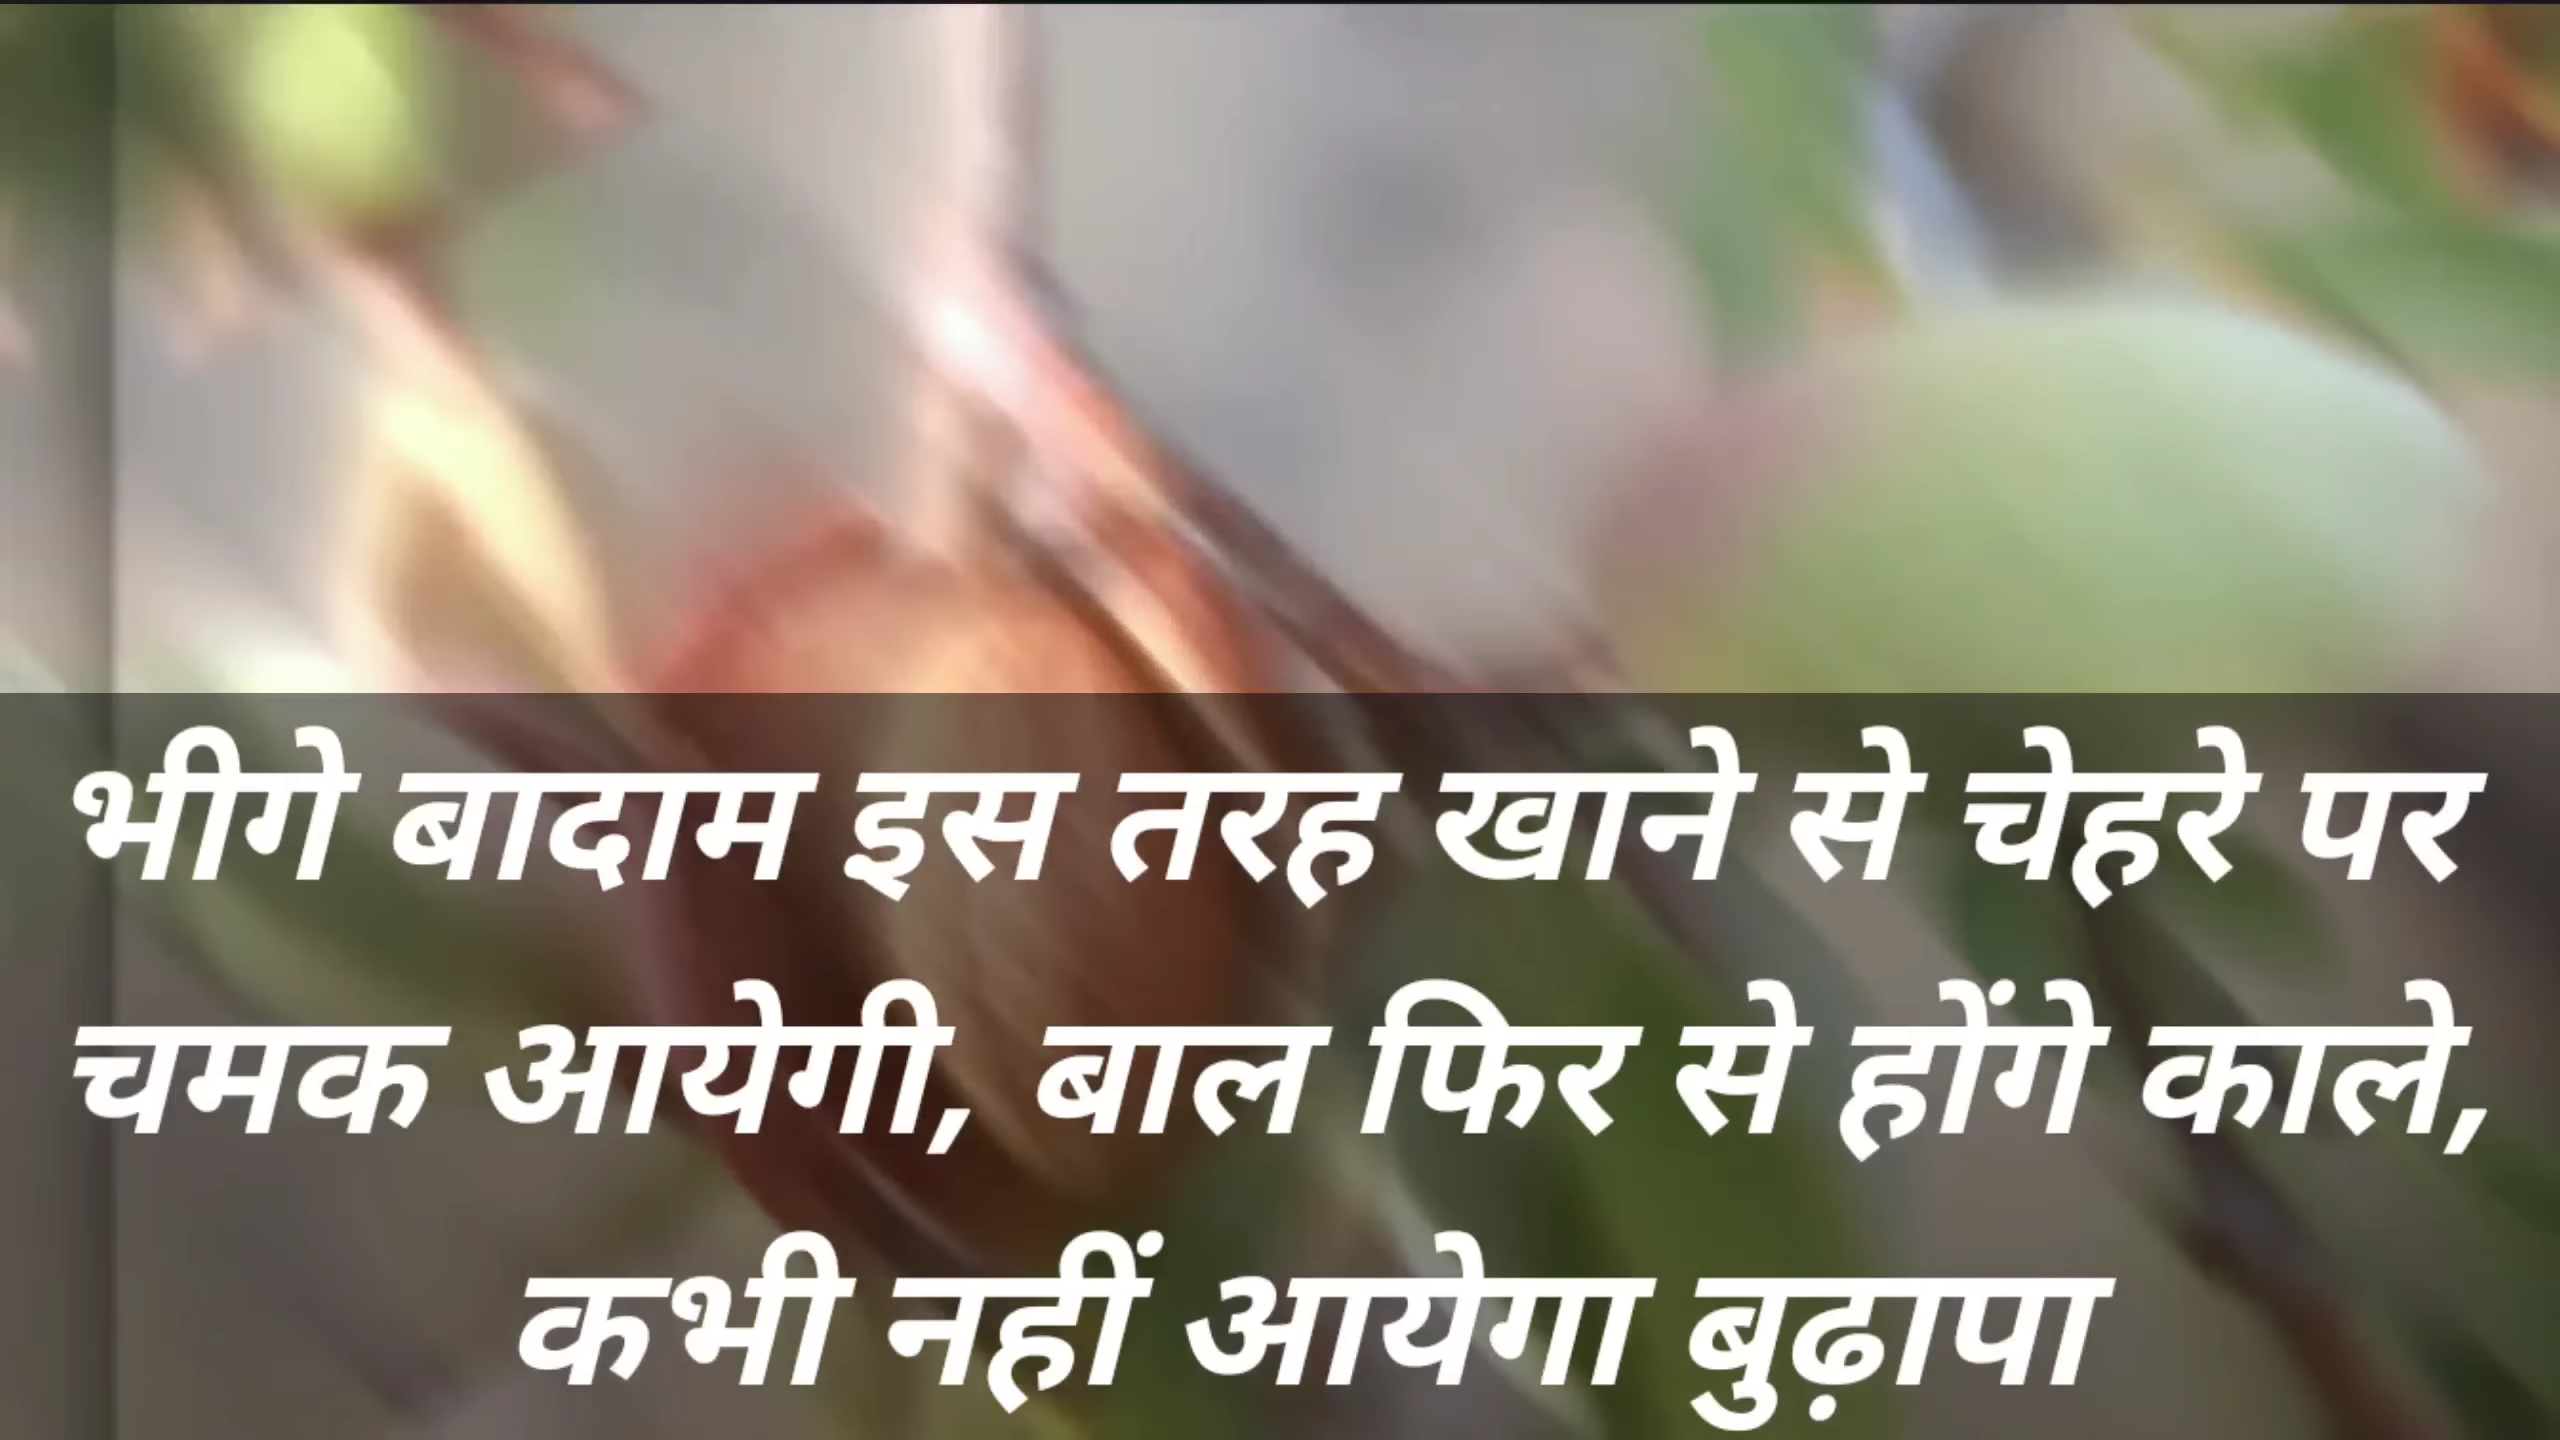 भीगे बादाम इस तरह खाने से चेहरे पर
चमक आयेगी, बाल फिर से होंगे काले,
कभी नहीं आयेगा बुढ़ापा